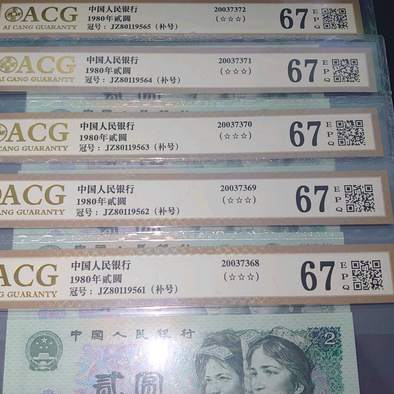 ACG
AI CANG GUARANTY
中国人民银行
1980年贰圆
冠号：JZ80119565（补号）
20037372
(☆☆☆)
67 EPQ
ACG
AI CANG GUARANTY
中国人民银行
1980年贰圆
冠号：JZ80119564（补号）
20037371
(☆☆☆)
67 EPQ
ACG
CANG GUARANTY
中国人民银行
1980年贰圆
冠号：JZ80119563（补号）
20037370
(☆☆☆)
67 EPQ
ACG
CANG GUARANTY
中国人民银行
1980年贰圆
冠号：JZ80119562（补号）
20037369
(☆☆☆)
67 EPQ
ACG
CANG GUARANTY
中国人民银行
1980年贰圆
冠号：JZ80119561（补号）
20037368
(☆☆☆)
67 EPQ
中国人民银行
贰圆
2